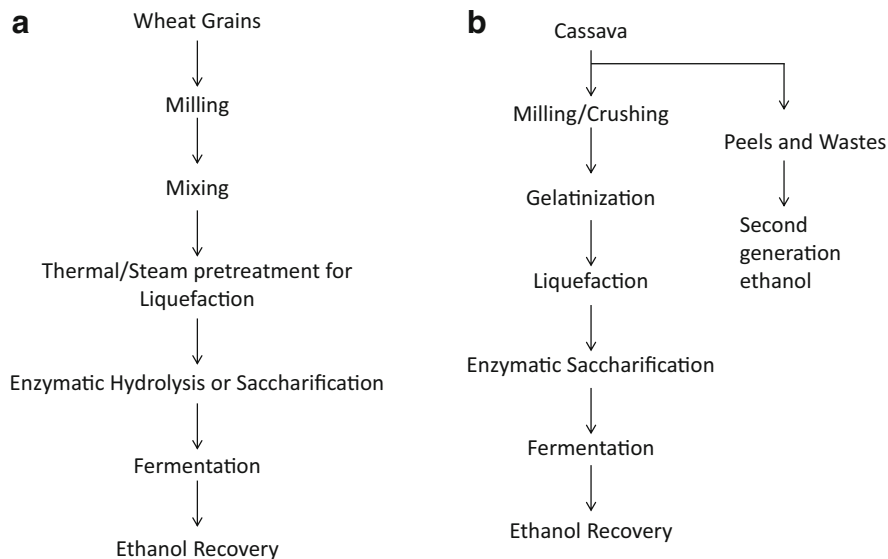 a
Wheat Grains
Milling
Mixing
Thermal/Steam pretreatment for
Liquefaction
Enzymatic Hydrolysis or Saccharification
Fermentation
Ethanol Recovery
b
Cassava
Milling/Crushing
Gelatinization
Liquefaction
Enzymatic Saccharification
Fermentation
Ethanol Recovery
Peels and Wastes
Second
generation
ethanol